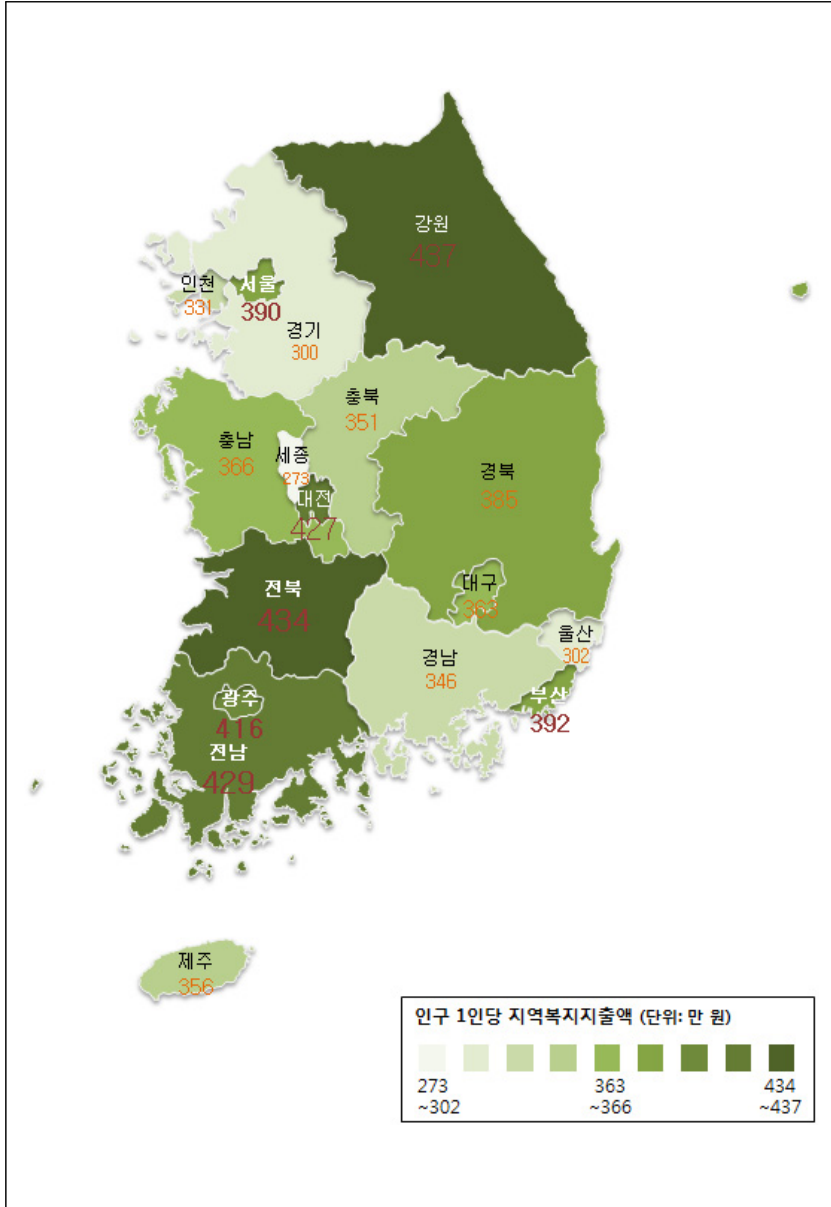 강원
437
인천
331
서울
390
경기
300
충북
351
충남
366
세종
273
대전
427
경북
385
전북
434
대구
363
울산
302
경남
346
부산
392
광주
416
전남
429
제주
356
인구 1인당 지역복지지출액 (단위: 만 원)
273 363 434
~302 ~366 ~437